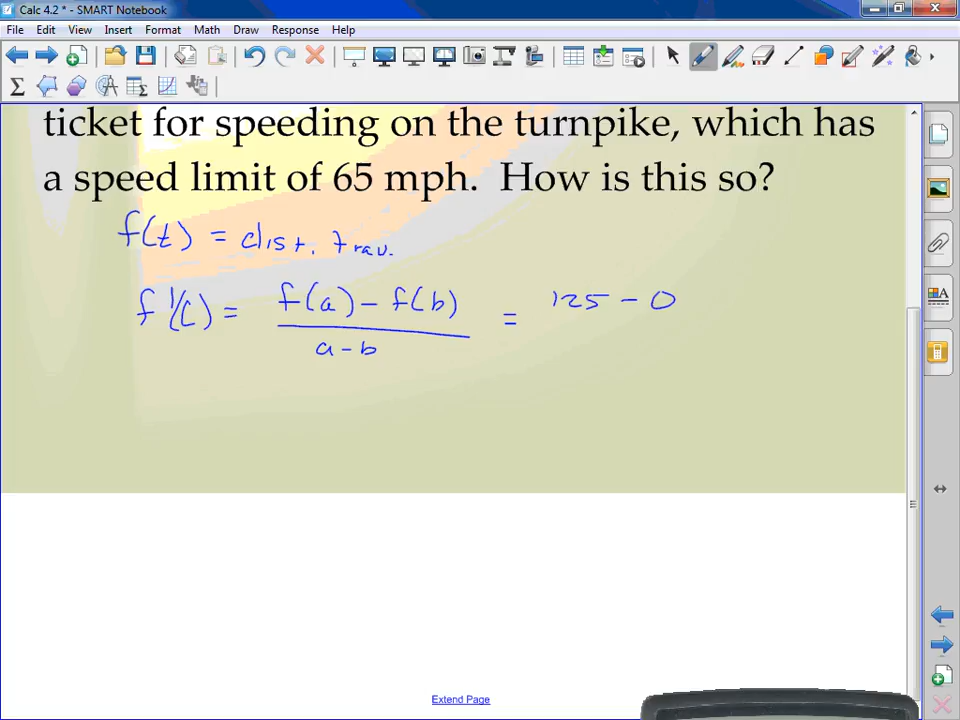 Calc 4.2 * - SMART Notebook
File Edit View Insert Format Math Draw Response Help
ticket for speeding on the turnpike, which has
a speed limit of 65 mph. How is this so?
f(t) = dist. trav.
f'(c) = f(a) - f(b) / a - b = 125 - 0
Extend Page